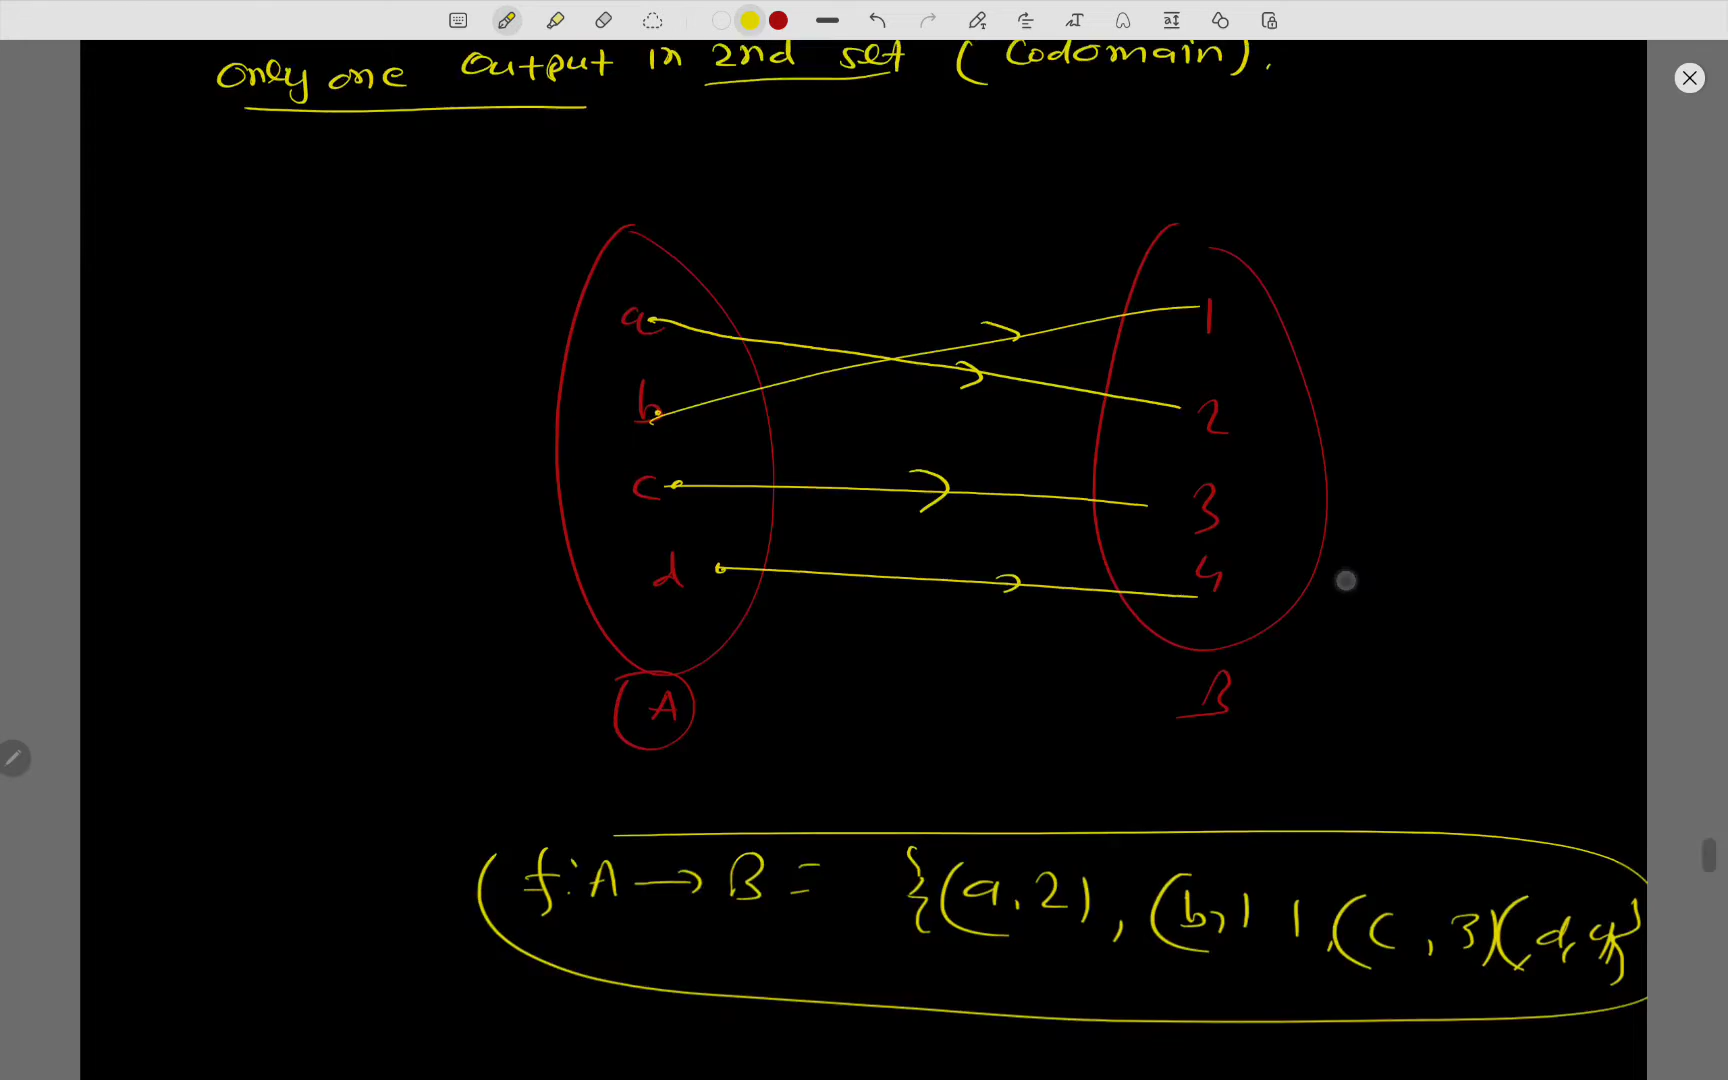 only one output in 2nd set (Codomain).
a 1
b 2
c 3
d 4
A B
f: A → B = {(a, 2), (b, 1), (c, 3)(d, 4)}